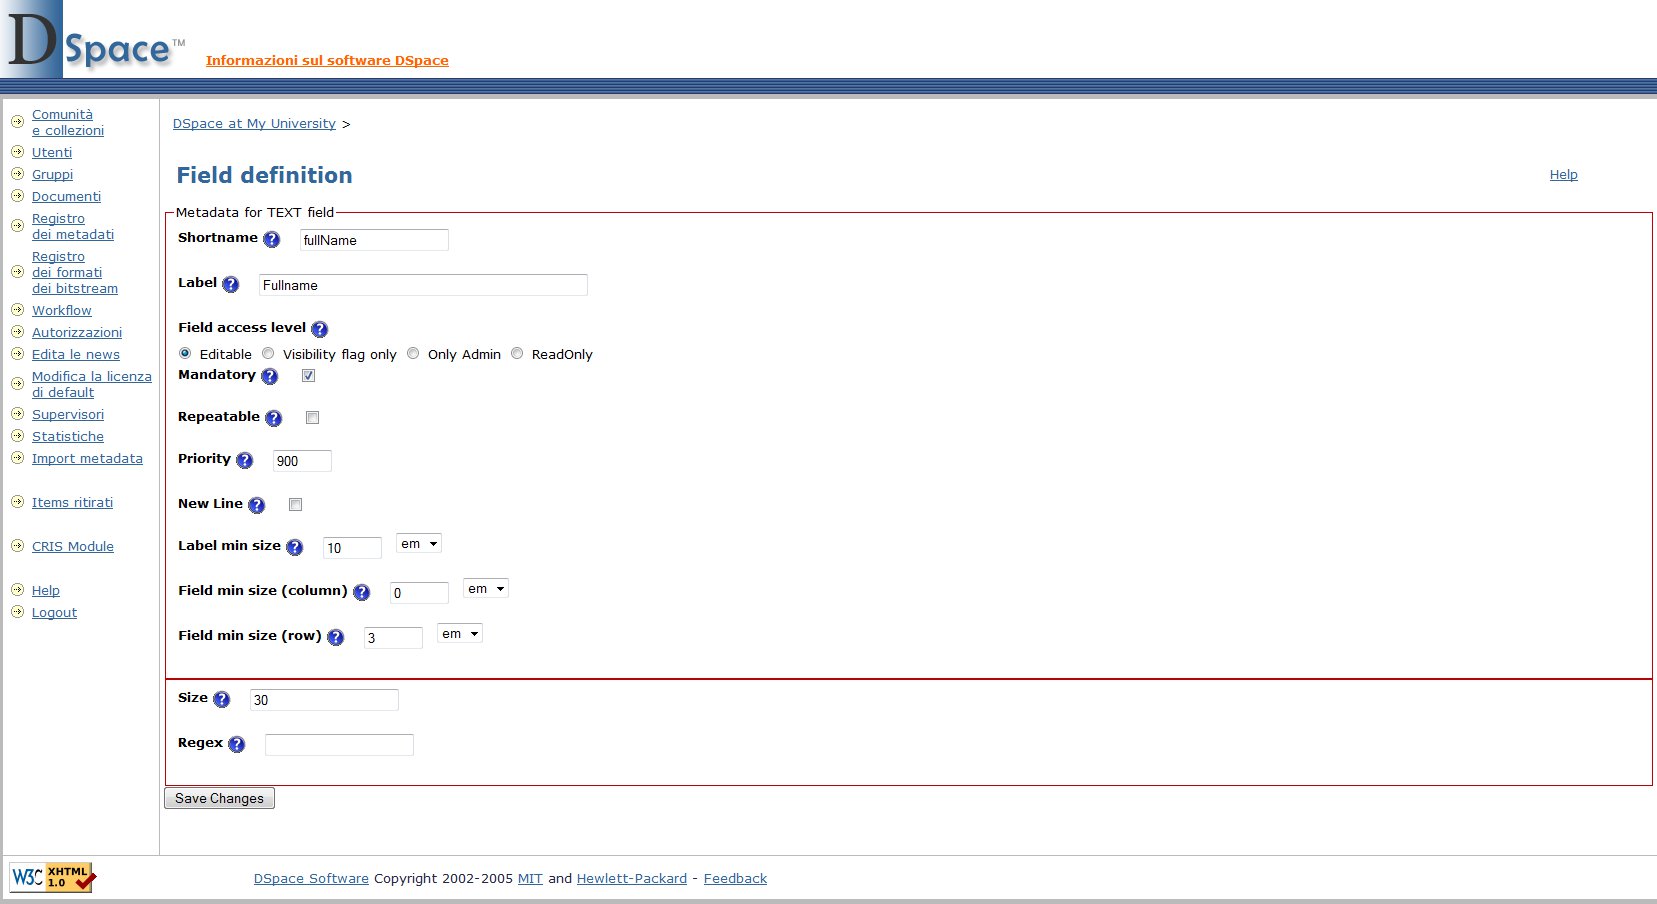 DSpace™
Informazioni sul software DSpace
Comunità
e collezioni
Utenti
Gruppi
Documenti
Registro
dei metadati
Registro
dei formati
dei bitstream
Workflow
Autorizzazioni
Edita le news
Modifica la licenza
di default
Supervisori
Statistiche
Import metadata
Items ritirati
CRIS Module
Help
Logout
DSpace at My University >
Field definition
Help
Metadata for TEXT field
Shortname ? fullName
Label ? Fullname
Field access level ?
Editable Visibility flag only Only Admin ReadOnly
Mandatory ?
Repeatable ?
Priority ? 900
New Line ?
Label min size ? 10 em
Field min size (column) ? 0 em
Field min size (row) ? 3 em
Size ? 30
Regex ?
Save Changes
W3C XHTML
1.0
DSpace Software Copyright 2002-2005 MIT and Hewlett-Packard - Feedback